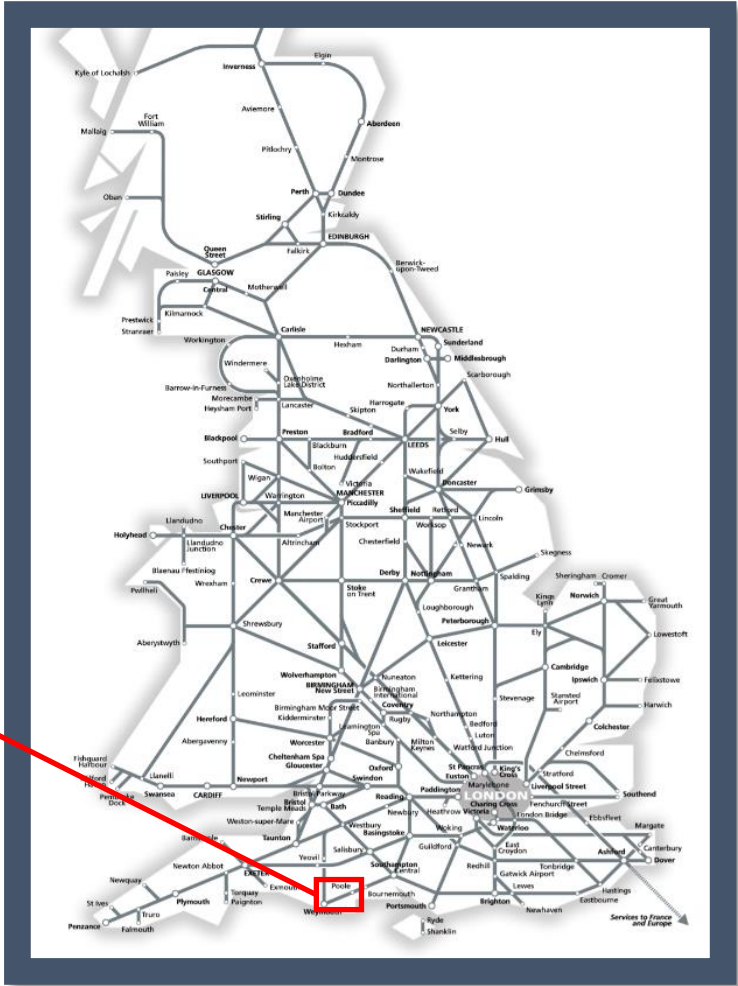 Elgin
Inverness
Kyle of Lochalsh
Aviemore
Fort
William
Aberdeen
Mallaig
Pitlochry
Montrose
Perth
Dundee
Oban
Kirkcaldy
Stirling
EDINBURGH
Queen
Street
Falkirk
Berwick-
upon-Tweed
Paisley
GLASGOW
Central
Motherwell
Kilmarnock
Prestwick
Stranraer
Carlisle
NEWCASTLE
Workington
Hexham
Sunderland
Durham
Darlington
Middlesbrough
Windermere
Scarborough
Oxenholme
Lake District
Northallerton
Barrow-in-Furness
Morecambe
Heysham Port
Lancaster
Harrogate
York
Skipton
Blackpool
Preston
Bradford
Selby
Hull
Blackburn
LEEDS
Huddersfield
Southport
Bolton
Wakefield
Wigan
Victoria
Doncaster
LIVERPOOL
Warrington
MANCHESTER
Piccadilly
Grimsby
Manchester
Airport
Sheffield
Retford
Llandudno
Chester
Stockport
Worksop
Lincoln
Holyhead
Llandudno
Junction
Altrincham
Chesterfield
Newark
Skegness
Blaenau Ffestiniog
Wrexham
Crewe
Derby
Nottingham
Spalding
Sheringham
Cromer
Pwllheli
Stoke
on Trent
Grantham
Kings
Lynn
Norwich
Great
Yarmouth
Loughborough
Shrewsbury
Peterborough
Ely
Aberystwyth
Stafford
Leicester
Lowestoft
Wolverhampton
Nuneaton
Kettering
Cambridge
BIRMINGHAM
New Street
Birmingham
International
Ipswich
Felixstowe
Leominster
Birmingham Moor Street
Coventry
Stevenage
Stansted
Airport
Hereford
Kidderminster
Rugby
Northampton
Harwich
Leamington
Spa
Bedford
Colchester
Abergavenny
Worcester
Banbury
Milton
Keynes
Luton
Cheltenham Spa
Watford Junction
Chelmsford
Fishguard
Harbour
Gloucester
Oxford
St Pancras
King's
Cross
Llanelli
Newport
Swindon
Euston
Stratford
Pembroke
Dock
Swansea
CARDIFF
Bristol Parkway
Marylebone
Liverpool Street
Reading
Paddington
LONDON
Southend
Bristol
Temple Meads
Bath
Charing Cross
Fenchurch Street
Newbury
Heathrow
Victoria
London Bridge
Ebbsfleet
Weston-super-Mare
Westbury
Basingstoke
Woking
Waterloo
Margate
Taunton
Salisbury
Guildford
East
Croydon
Canterbury
Yeovil
Ashford
Dover
Newton Abbot
Southampton
Central
Redhill
Tonbridge
EXETER
Gatwick Airport
Newquay
Poole
Bournemouth
Lewes
Hastings
St Ives
Plymouth
Torquay
Paignton
Portsmouth
Brighton
Eastbourne
Truro
Weymouth
Newhaven
Penzance
Falmouth
Ryde
Shanklin
Services to France
and Europe